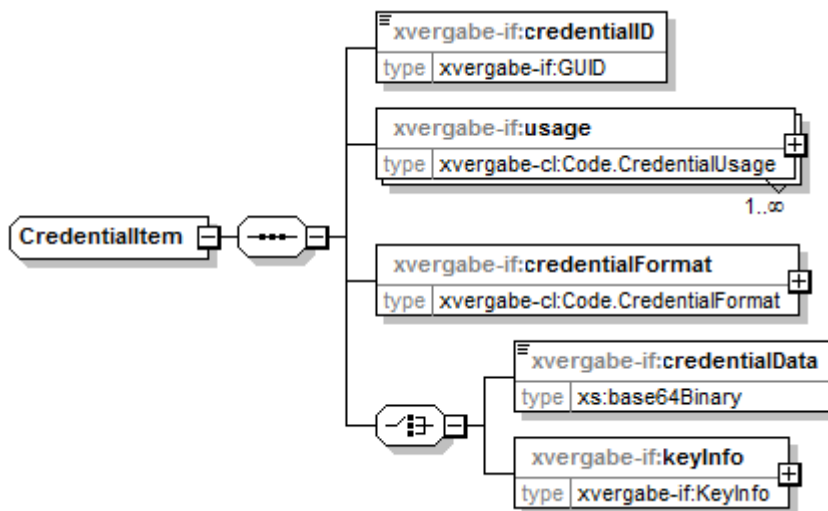 xvergabe-if:credentialID
type xvergabe-if:GUID
xvergabe-if:usage
type xvergabe-cl:Code.CredentialUsage
1..∞
CredentialItem
xvergabe-if:credentialFormat
type xvergabe-cl:Code.CredentialFormat
xvergabe-if:credentialData
type xs:base64Binary
xvergabe-if:keyInfo
type xvergabe-if:KeyInfo